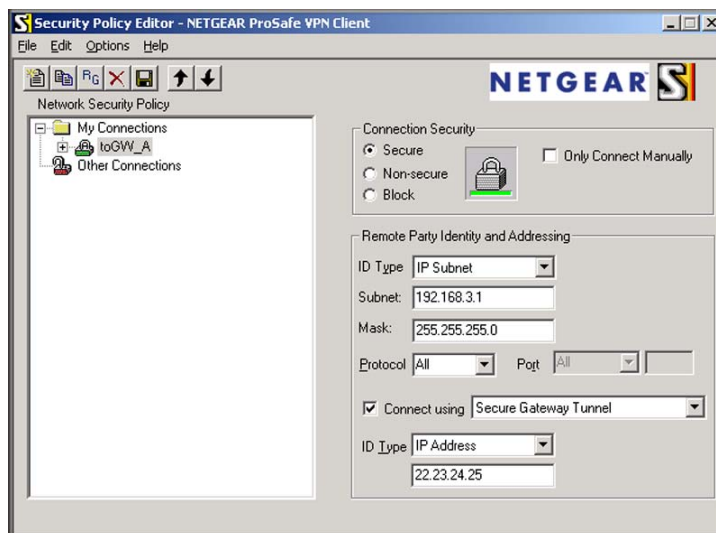 Security Policy Editor - NETGEAR ProSafe VPN Client
File Edit Options Help
RG
NETGEAR S
Network Security Policy
My Connections
toGW_A
Other Connections
Connection Security
Secure
Non-secure
Block
Only Connect Manually
Remote Party Identity and Addressing
ID Type IP Subnet
Subnet: 192.168.3.1
Mask: 255.255.255.0
Protocol All Port All
Connect using Secure Gateway Tunnel
ID Type IP Address
22.23.24.25